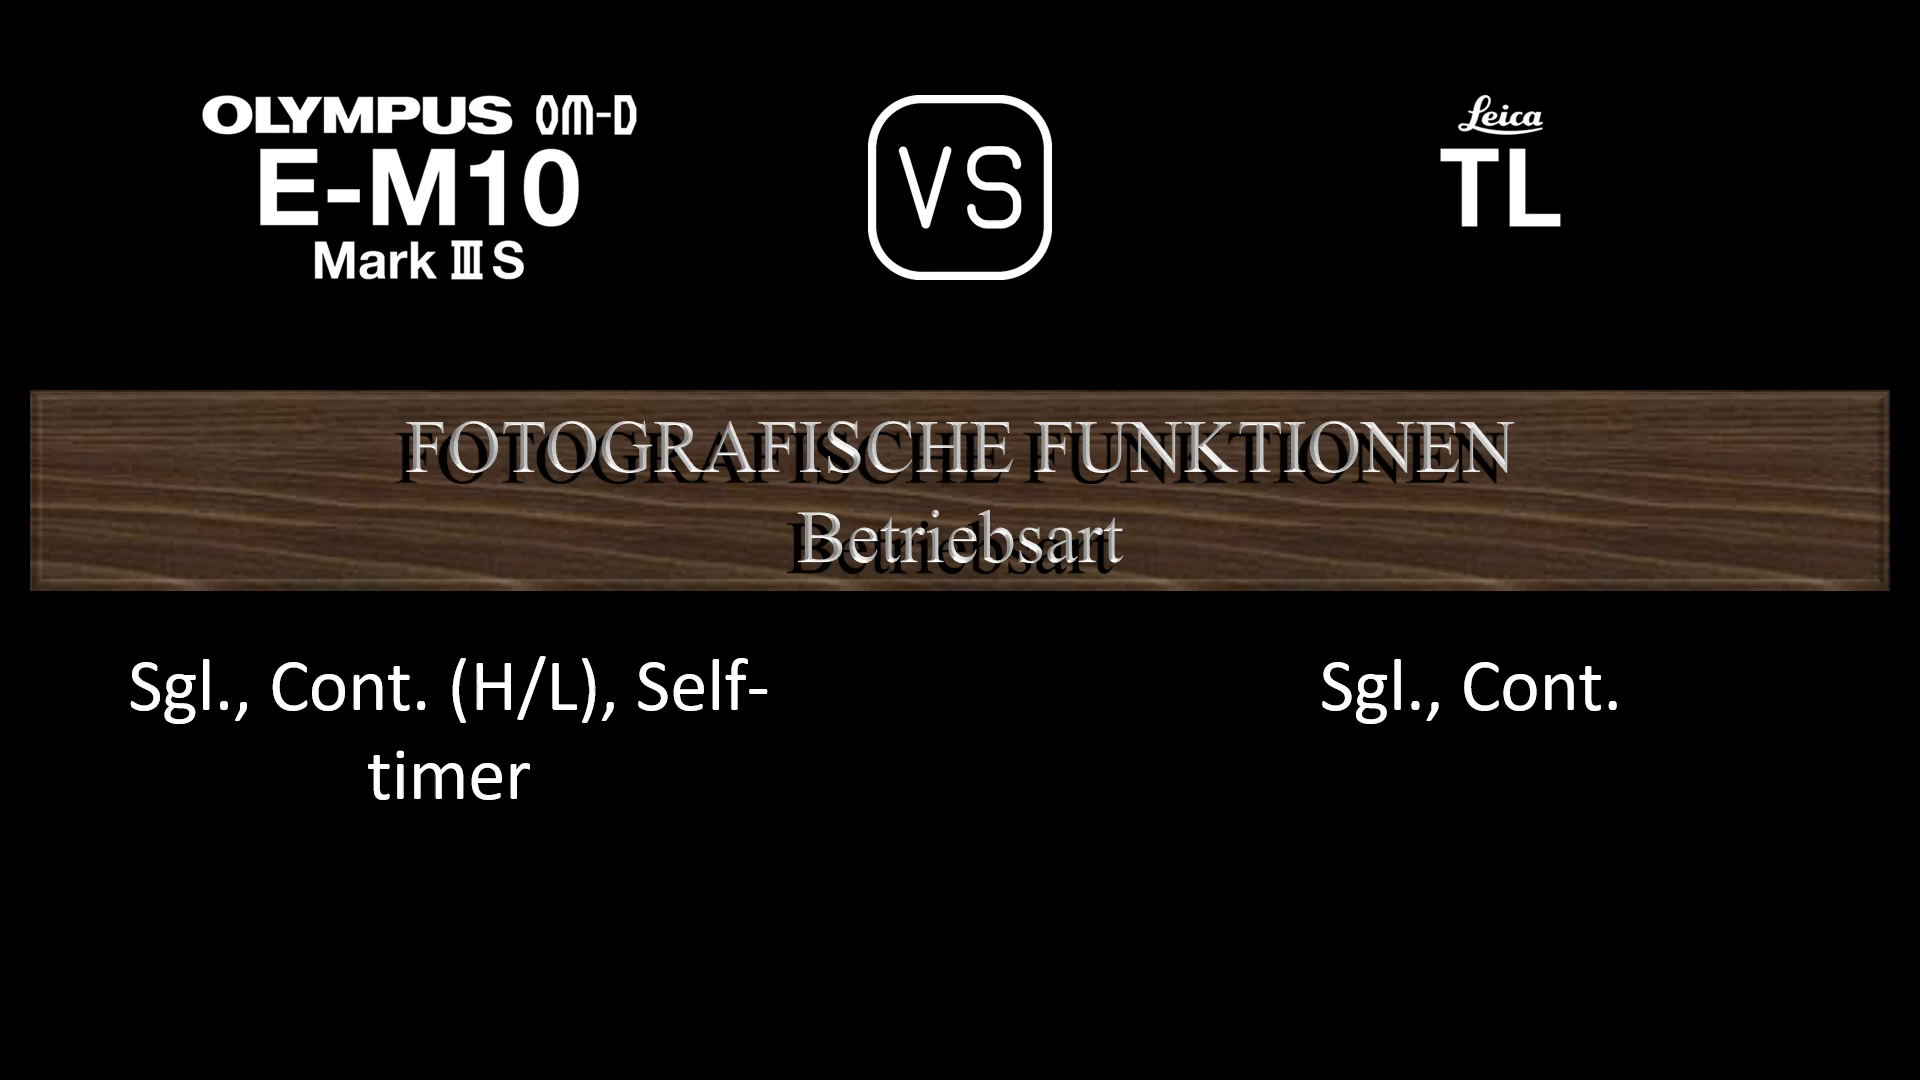 OLYMPUS OM-D
E-M10
Mark III S
VS
Leica
TL
FOTOGRAFISCHE FUNKTIONEN
Betriebsart
Sgl., Cont. (H/L), Self-
timer
Sgl., Cont.